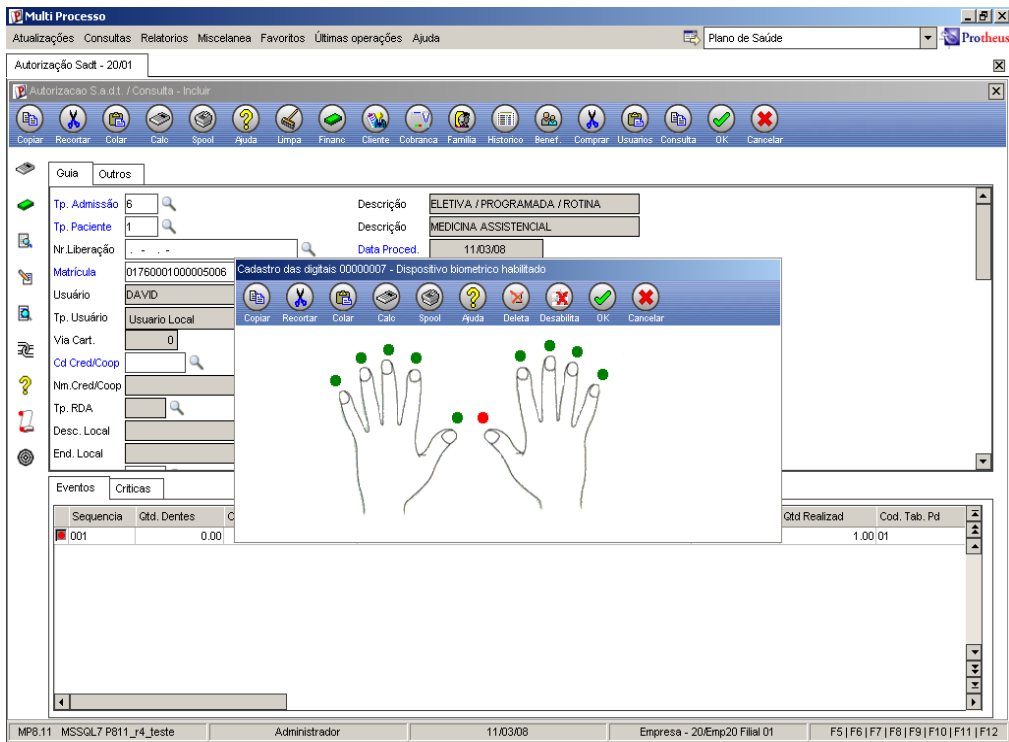 Multi Processo
Atualizações Consultas Relatorios Miscelanea Favoritos Últimas operações Ajuda Plano de Saúde Protheus
Autorização Sadt - 20/01
Autorizacao S.a.d.t. / Consulta - Incluir
Copiar Recortar Colar Calc Spool Ajuda Limpa Financ Cliente Cobranca Familia Historico Benef. Comprar Usuarios Consulta OK Cancelar
Guia Outros
Tp. Admissão 6 Descrição ELETIVA / PROGRAMADA / ROTINA
Tp. Paciente 1 Descrição MEDICINA ASSISTENCIAL
Nr.Liberação . - . - Data Proced. 11/03/08
Matrícula 01760001000005006
Cadastro das digitais 00000007 - Dispositivo biometrico habilitado
Copiar Recortar Colar Calc Spool Ajuda Deleta Desabilita OK Cancelar
Usuário DAVID
Tp. Usuário Usuario Local
Via Cart. 0
Cd Cred/Coop
Nm.Cred/Coop
Tp. RDA
Desc. Local
End. Local
Eventos Criticas
Sequencia Qtd. Dentes C Qtd Realizad Cod. Tab. Pd
001 0.00 1.00 01
MP8.11 MSSQL7 P811_r4_teste Administrador 11/03/08 Empresa - 20/Emp20 Filial 01 F5 | F6 | F7 | F8 | F9 | F10 | F11 | F12